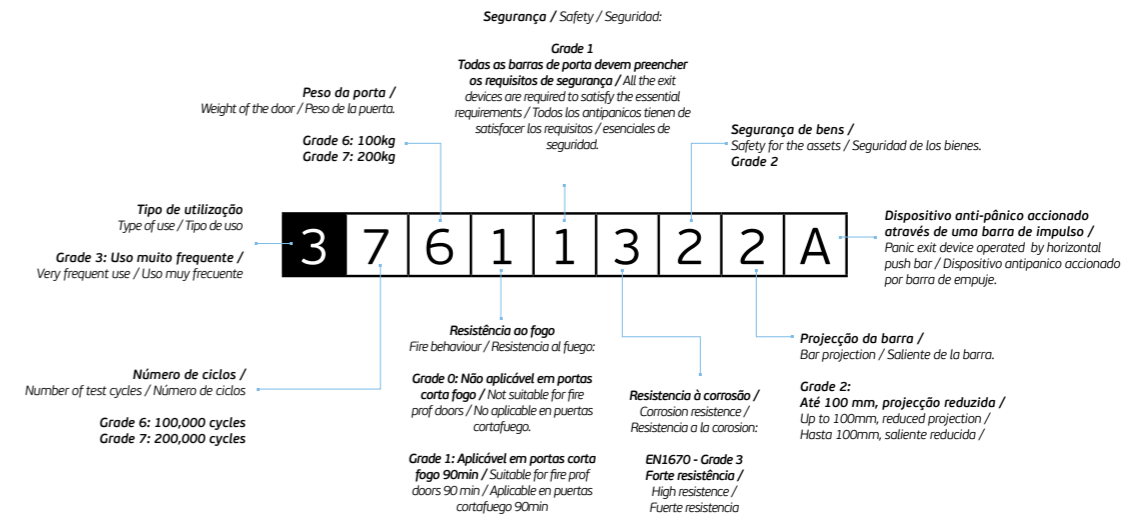 Segurança / Safety / Seguridad:
Grade 1
Todas as barras de porta devem preencher
os requisitos de segurança / All the exit
devices are required to satisfy the essential
requirements / Todos los antipanicos tienen de
satisfacer los requisitos / esenciales de
seguridad.
Peso da porta /
Weight of the door / Peso de la puerta.
Grade 6: 100kg
Grade 7: 200kg
Segurança de bens /
Safety for the assets / Seguridad de los bienes.
Grade 2
Tipo de utilização
Type of use / Tipo de uso
Grade 3: Uso muito frequente /
Very frequent use / Uso muy frecuente
3 7 6 1 1 3 2 2 A
Dispositivo anti-pânico accionado
através de uma barra de impulso /
Panic exit device operated by horizontal
push bar / Dispositivo antipanico accionado
por barra de empuje.
Número de ciclos /
Number of test cycles / Número de ciclos
Grade 6: 100,000 cycles
Grade 7: 200,000 cycles
Resistência ao fogo
Fire behaviour / Resistencia al fuego:
Grade 0: Não aplicável em portas
corta fogo / Not suitable for fire
prof doors / No aplicable en puertas
cortafuego.
Grade 1: Aplicável em portas corta
fogo 90min / Suitable for fire prof
doors 90 min / Aplicable en puertas
cortafuego 90min
Resistencia à corrosão /
Corrosion resistence /
Resistencia a la corosion:
EN1670 - Grade 3
Forte resistência /
High resistence /
Fuerte resistencia
Projecção da barra /
Bar projection / Saliente de la barra.
Grade 2:
Até 100 mm, projecção reduzida /
Up to 100mm, reduced projection /
Hasta 100mm, saliente reducida /